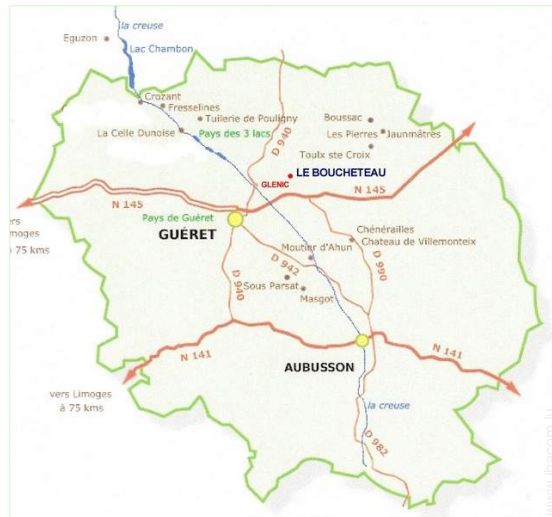 la creuse
Eguzon
Lac Chambon
Crozant
Fresselines
Tuilerie de Pouligny
La Celle Dunoise
Pays des 3 lacs
D 940
Boussac
Les Pierres
Jaunmâtres
Toulx ste Croix
LE BOUCHETEAU
GLENIC
N 145
N 145
Pays de Guéret
GUÉRET
vers
Limoges
à 75 kms
Chénérailles
Chateau de Villemonteix
Moutier d'Ahun
D 990
D 942
D 940
Sous Parsat
Masgot
N 141
N 141
AUBUSSON
vers Limoges
à 75 kms
la creuse
D 982